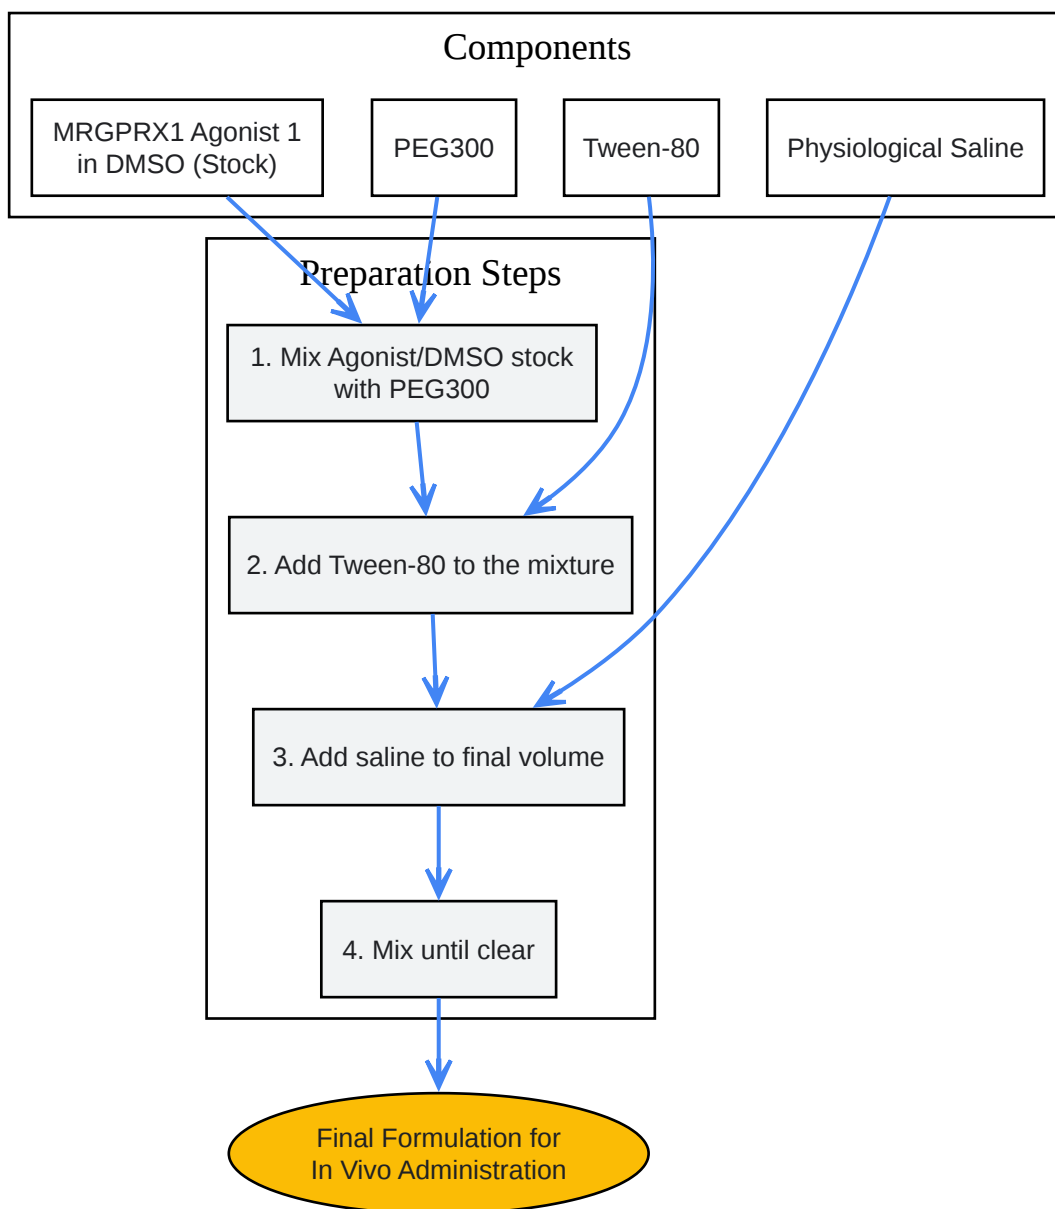 Components
MRGPRX1 Agonist 1
in DMSO (Stock)
PEG300
Tween-80
Physiological Saline
Preparation Steps
1. Mix Agonist/DMSO stock
with PEG300
2. Add Tween-80 to the mixture
3. Add saline to final volume
4. Mix until clear
Final Formulation for
In Vivo Administration